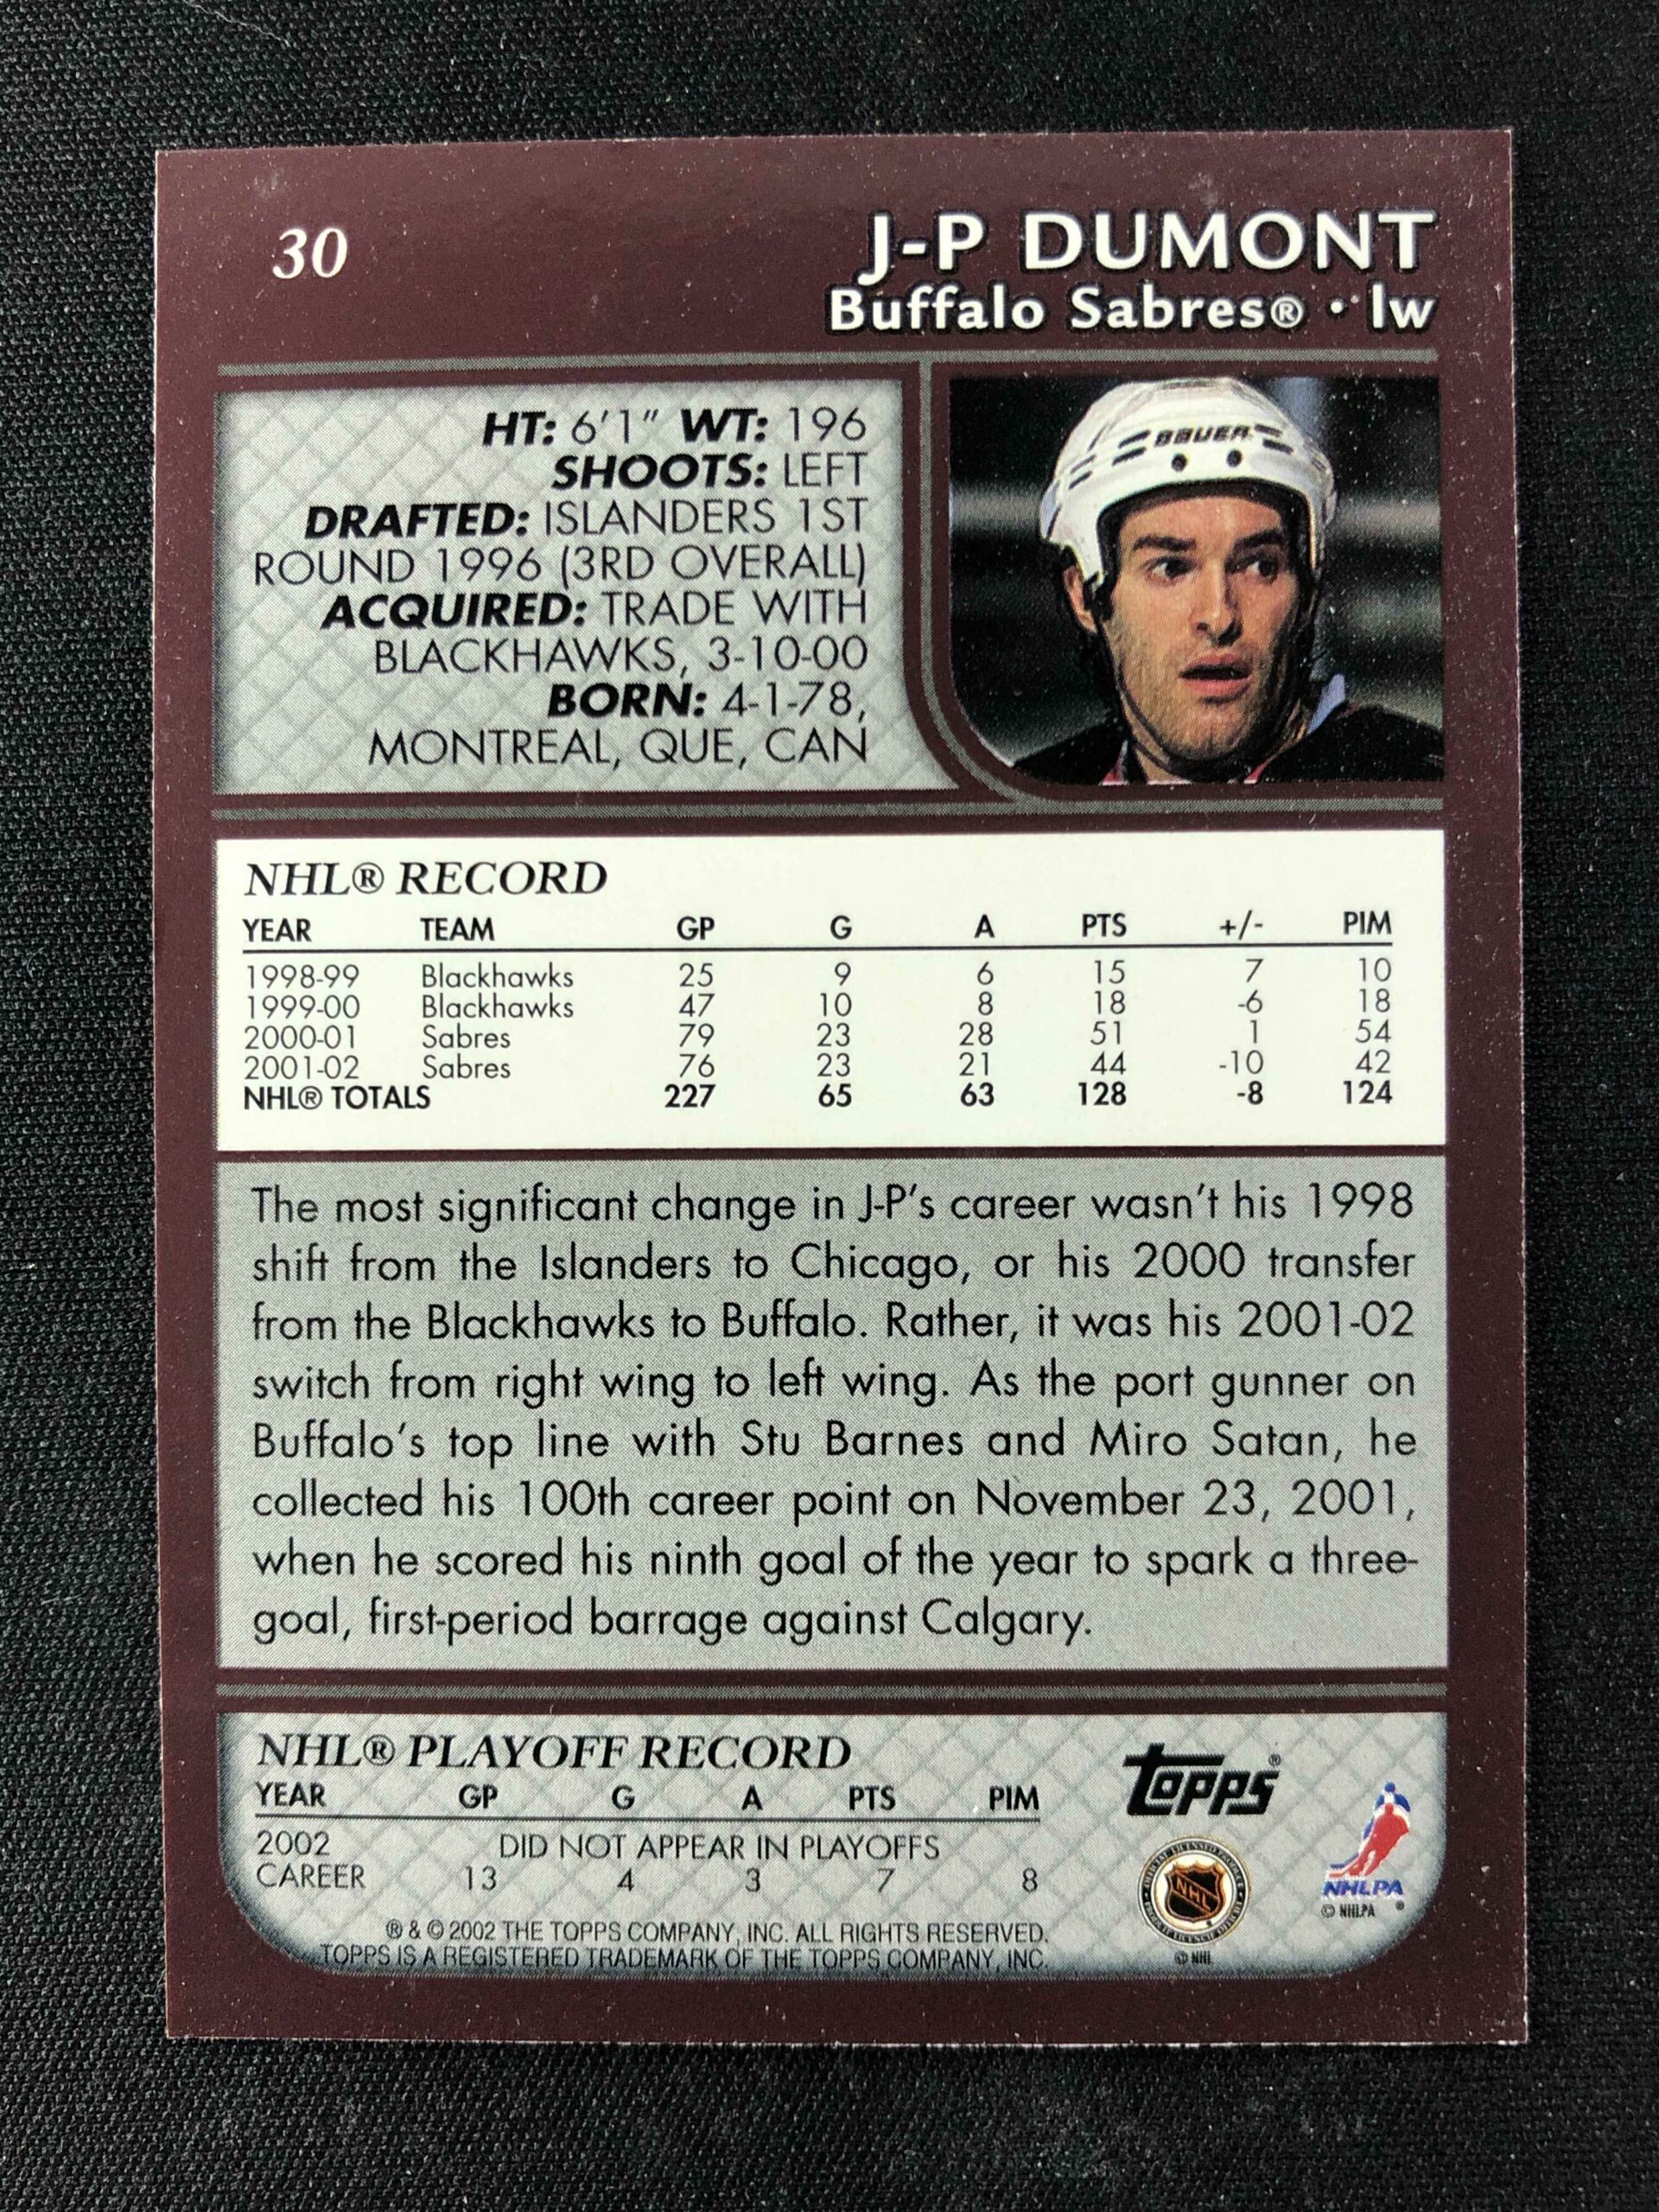 30
J-P DUMONT
Buffalo Sabres® · lw
HT: 6'1" WT: 196
SHOOTS: LEFT
DRAFTED: ISLANDERS 1ST
ROUND 1996 (3RD OVERALL)
ACQUIRED: TRADE WITH
BLACKHAWKS, 3-10-00
BORN: 4-1-78,
MONTREAL, QUE, CAN
BAUER
NHL® RECORD
YEAR TEAM GP G A PTS +/- PIM
1998-99 Blackhawks 25 9 6 15 7 10
1999-00 Blackhawks 47 10 8 18 -6 18
2000-01 Sabres 79 23 28 51 1 54
2001-02 Sabres 76 23 21 44 -10 42
NHL® TOTALS 227 65 63 128 -8 124
The most significant change in J-P's career wasn't his 1998
shift from the Islanders to Chicago, or his 2000 transfer
from the Blackhawks to Buffalo. Rather, it was his 2001-02
switch from right wing to left wing. As the port gunner on
Buffalo's top line with Stu Barnes and Miro Satan, he
collected his 100th career point on November 23, 2001,
when he scored his ninth goal of the year to spark a three-
goal, first-period barrage against Calgary.
NHL® PLAYOFF RECORD
YEAR GP G A PTS PIM
2002 DID NOT APPEAR IN PLAYOFFS
CAREER 13 4 3 7 8
® & © 2002 THE TOPPS COMPANY, INC. ALL RIGHTS RESERVED.
TOPPS IS A REGISTERED TRADEMARK OF THE TOPPS COMPANY, INC.
Topps®
NHL
© NHL
NHLPA
© NHLPA ®